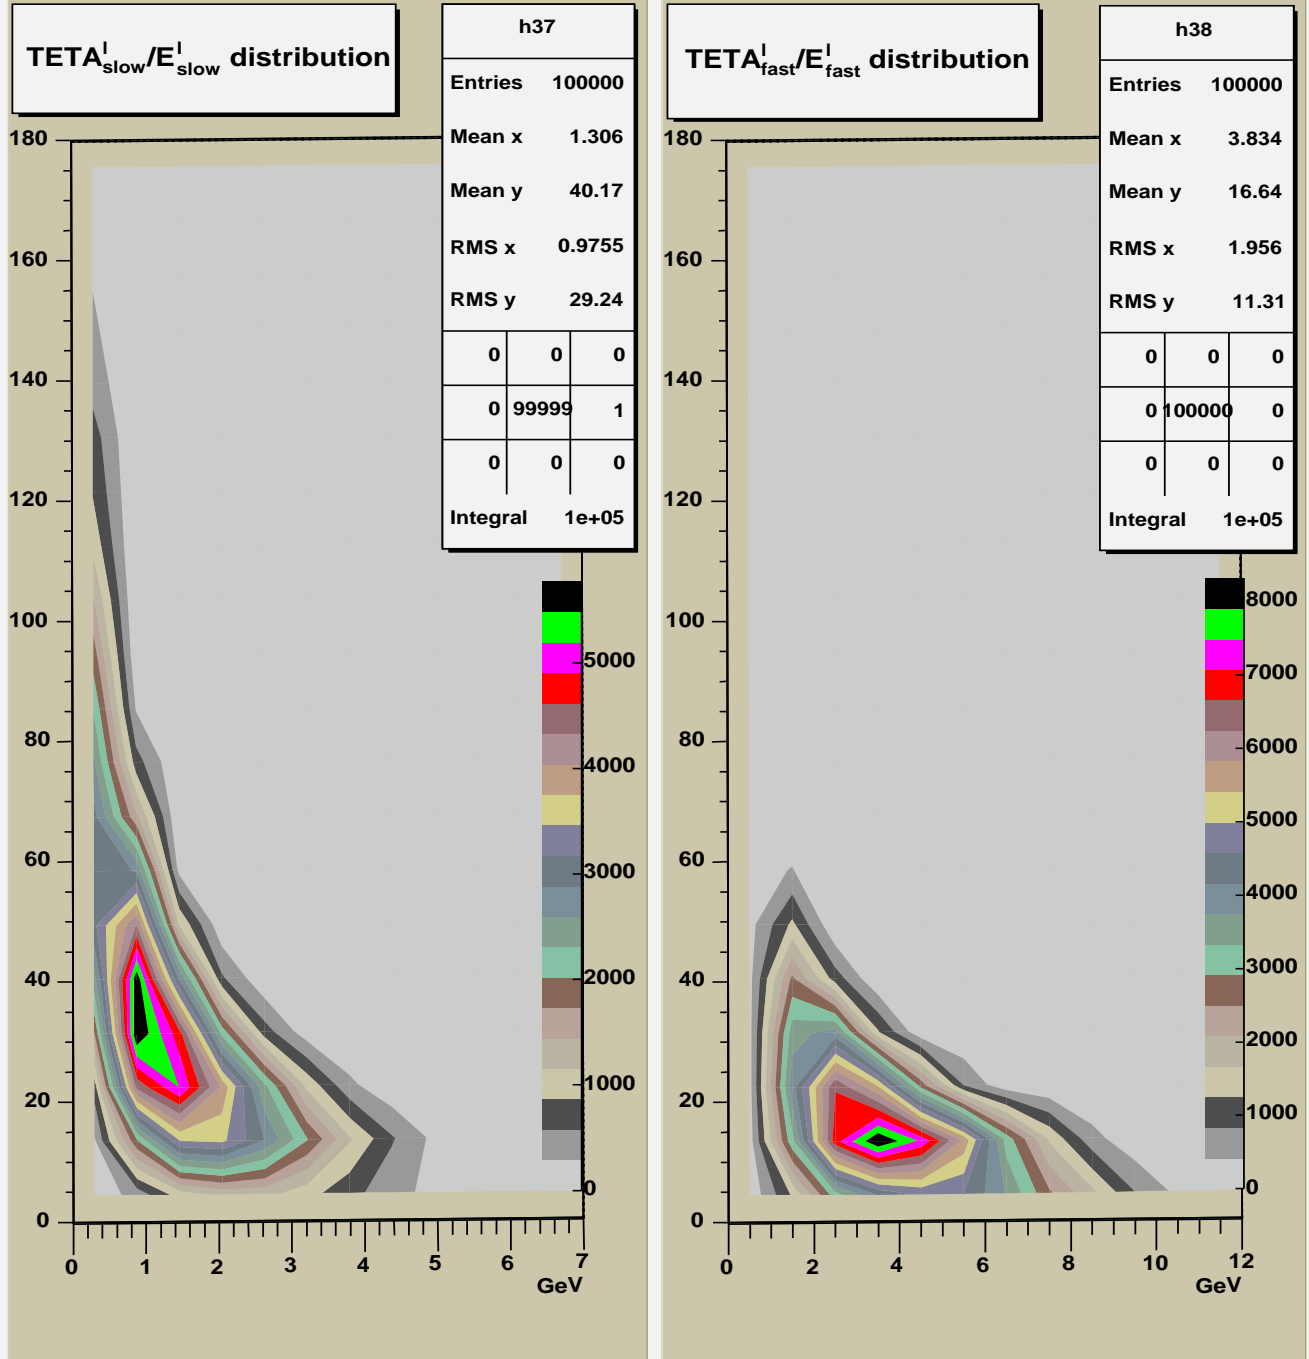 TETA^l_slow/E^l_slow distribution
h37
Entries 100000
Mean x 1.306
Mean y 40.17
RMS x 0.9755
RMS y 29.24
0 0 0
0 99999 1
0 0 0
Integral 1e+05
180
160
140
120
100
80
60
40
20
0
5000
4000
3000
2000
1000
0
0 1 2 3 4 5 6 7
GeV
TETA^l_fast/E^l_fast distribution
h38
Entries 100000
Mean x 3.834
Mean y 16.64
RMS x 1.956
RMS y 11.31
0 0 0
0 100000 0
0 0 0
Integral 1e+05
180
160
140
120
100
80
60
40
20
0
8000
7000
6000
5000
4000
3000
2000
1000
0
0 2 4 6 8 10 12
GeV